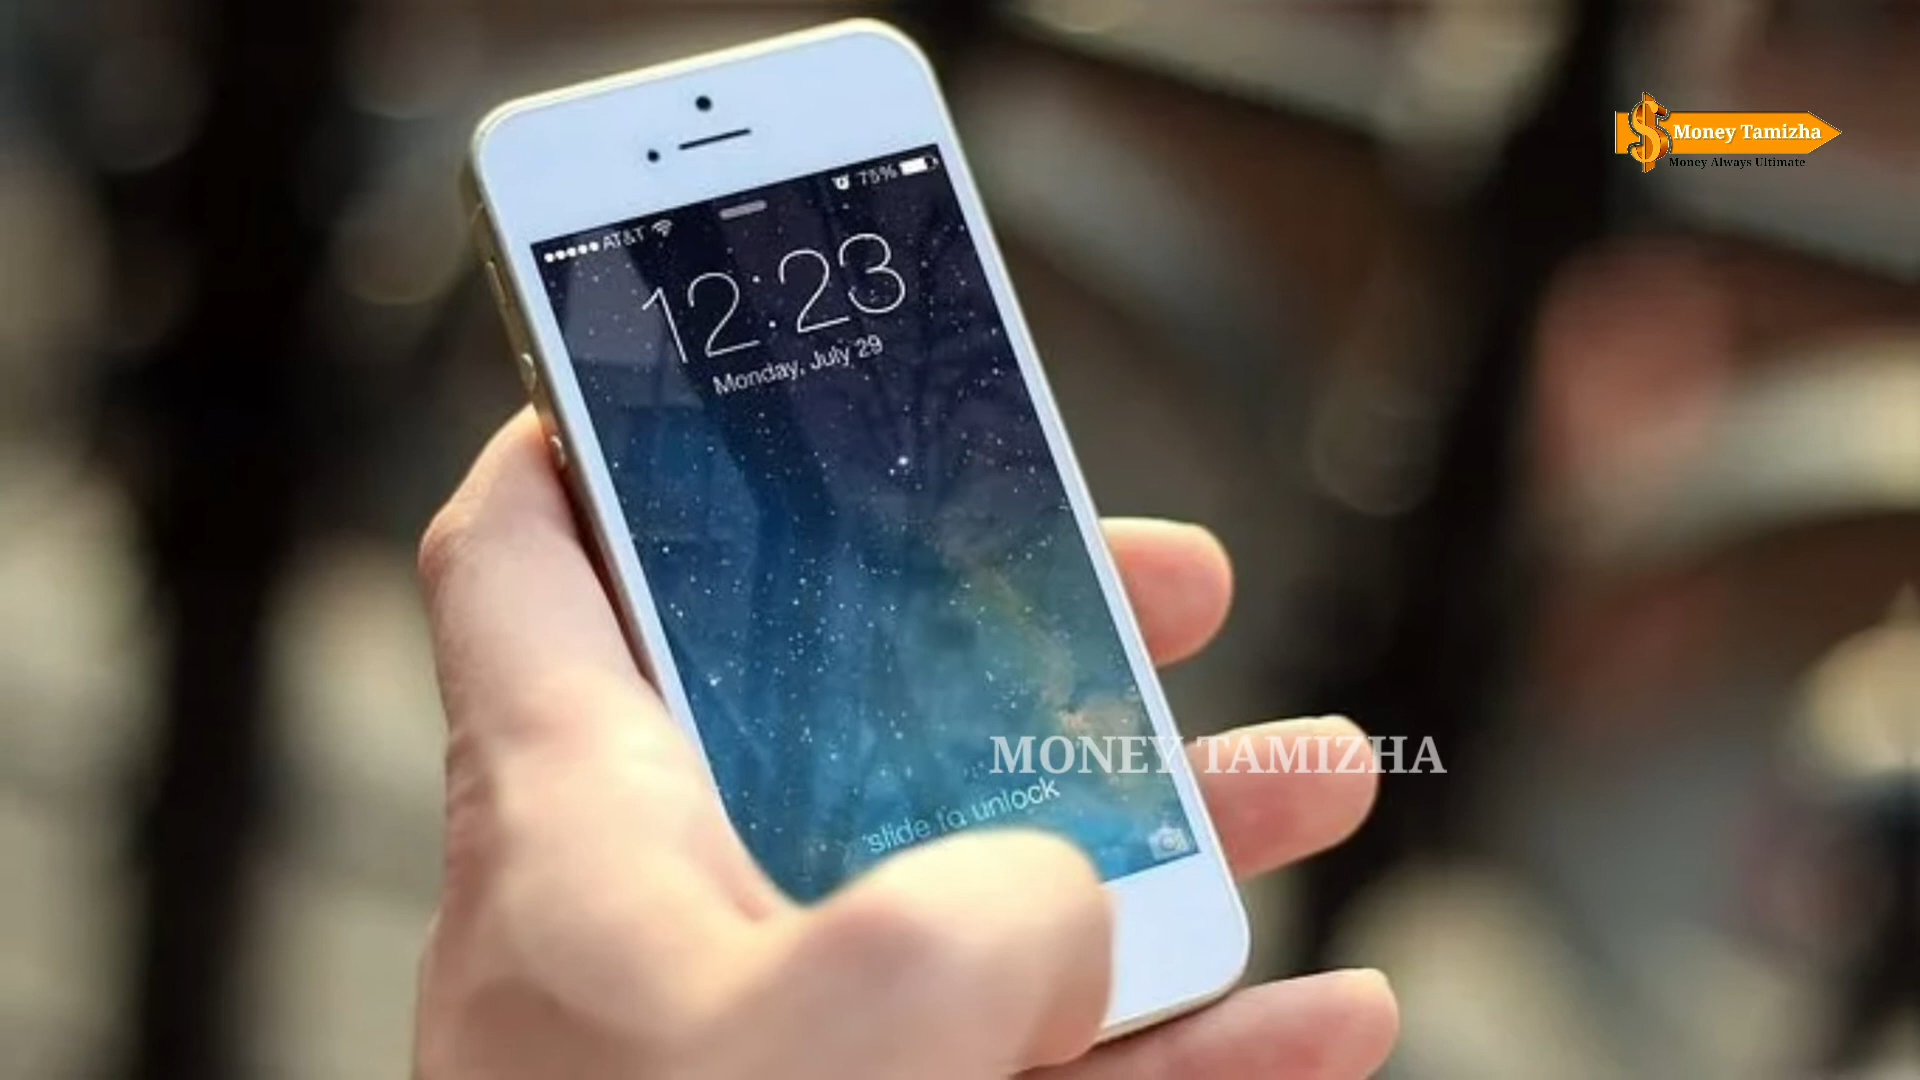 $ Money Tamizha
Money Always Ultimate
AT&T 75%
12:23
Monday, July 29
MONEY TAMIZHA
slide to unlock